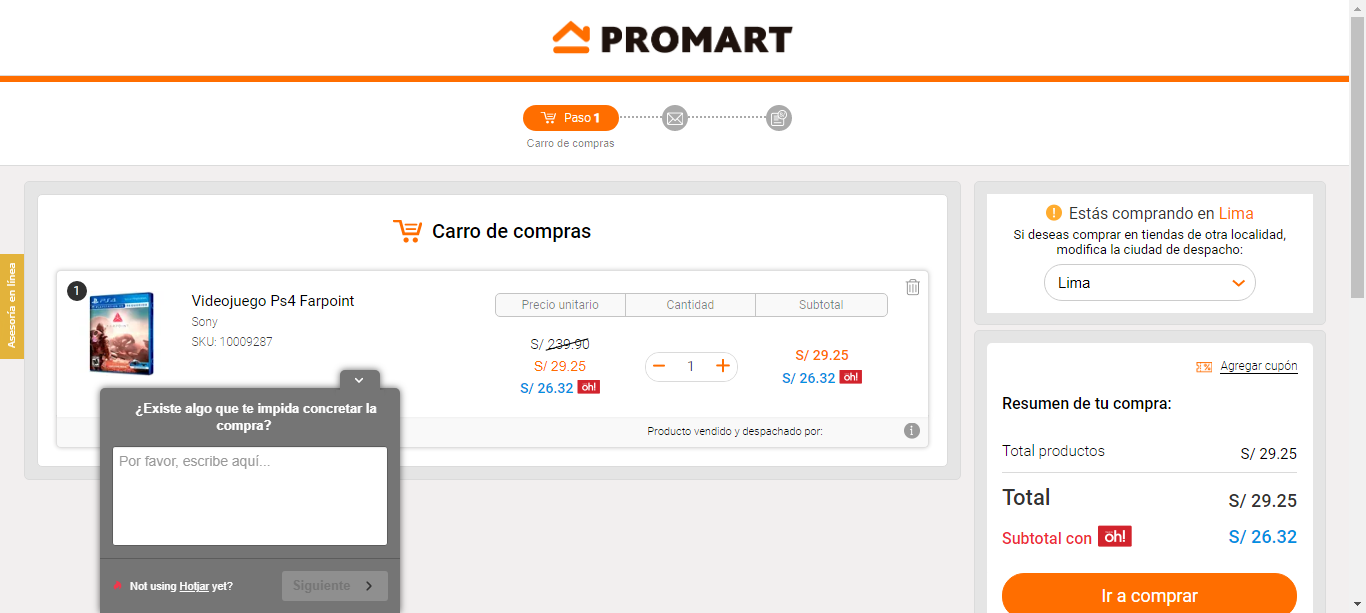 PROMART
Paso 1
Carro de compras
Asesoría en línea
Carro de compras
1
Videojuego Ps4 Farpoint
Sony
SKU: 10009287
Precio unitario
Cantidad
Subtotal
S/ 239.90
S/ 29.25
S/ 26.32 oh!
1
S/ 29.25
S/ 26.32 oh!
Producto vendido y despachado por:
¿Existe algo que te impida concretar la
compra?
Por favor, escribe aquí...
Not using Hotjar yet?
Siguiente
Estás comprando en Lima
Si deseas comprar en tiendas de otra localidad,
modifica la ciudad de despacho:
Lima
Agregar cupón
Resumen de tu compra:
Total productos
S/ 29.25
Total
S/ 29.25
Subtotal con oh!
S/ 26.32
Ir a comprar